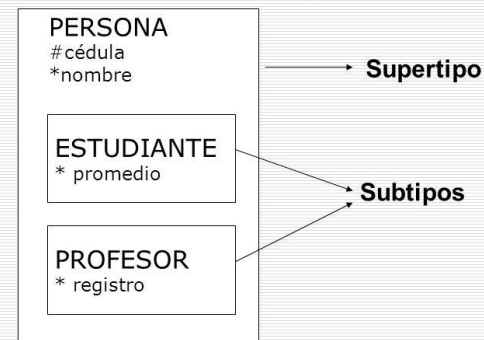 PERSONA
#cédula
*nombre
Supertipo
ESTUDIANTE
* promedio
Subtipos
PROFESOR
* registro